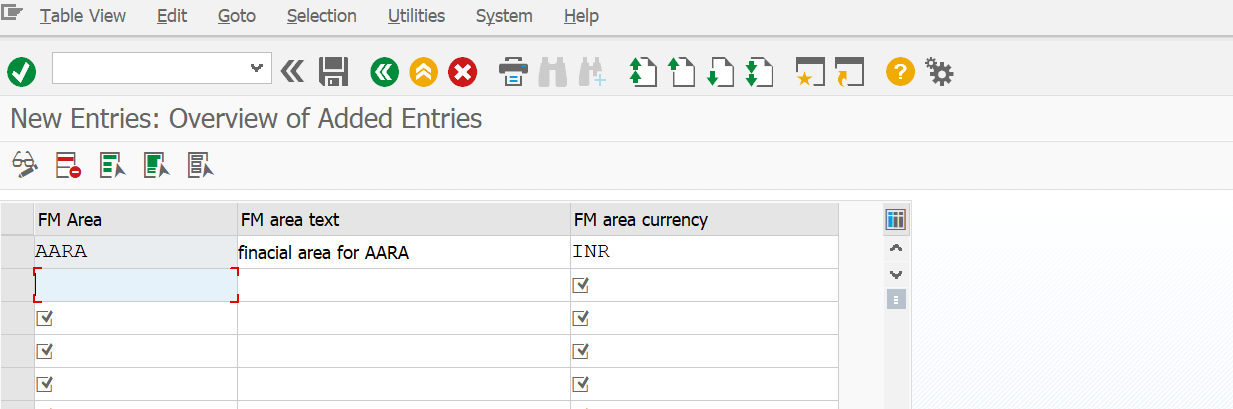 Table View Edit Goto Selection Utilities System Help
New Entries: Overview of Added Entries
FM Area FM area text FM area currency
AARA finacial area for AARA INR